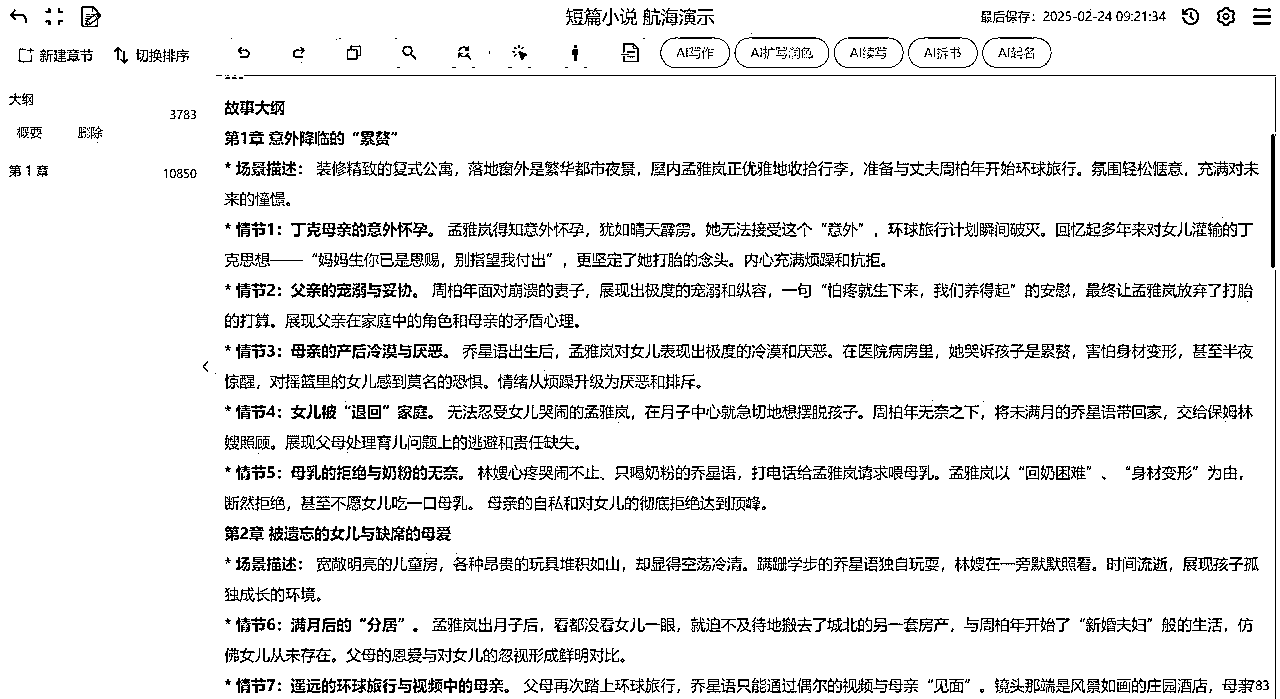 短篇小说 航海演示
最后保存：2025-02-24 09:21:34
新建章节 切换排序
AI写作 AI扩写润色 AI续写 AI拆书 AI起名
大纲
3783
概要 删除
第1章
10850
故事大纲
第1章 意外降临的“累赘”
* 场景描述： 装修精致的复式公寓，落地窗外是繁华都市夜景，屋内孟雅岚正优雅地收拾行李，准备与丈夫周柏年开始环球旅行。氛围轻松惬意，充满对未
来的憧憬。
* 情节1：丁克母亲的意外怀孕。 孟雅岚得知意外怀孕，犹如晴天霹雳。她无法接受这个“意外”，环球旅行计划瞬间破灭。回忆起多年来对女儿灌输的丁
克思想——“妈妈生你已是恩赐，别指望我付出”，更坚定了她打胎的念头。内心充满烦躁和抗拒。
* 情节2：父亲的宠溺与妥协。 周柏年面对崩溃的妻子，展现出极度的宠溺和纵容，一句“怕疼就生下来，我们养得起”的安慰，最终让孟雅岚放弃了打胎
的打算。展现父亲在家庭中的角色和母亲的矛盾心理。
* 情节3：母亲的产后冷漠与厌恶。 乔星语出生后，孟雅岚对女儿表现出极度的冷漠和厌恶。在医院病房里，她哭诉孩子是累赘，害怕身材变形，甚至半夜
惊醒，对摇篮里的女儿感到莫名的恐惧。情绪从烦躁升级为厌恶和排斥。
* 情节4：女儿被“退回”家庭。 无法忍受女儿哭闹的孟雅岚，在月子中心就急切地想摆脱孩子。周柏年无奈之下，将未满月的乔星语带回家，交给保姆林
嫂照顾。展现父母处理育儿问题上的逃避和责任缺失。
* 情节5：母乳的拒绝与奶粉的无奈。 林嫂心疼哭闹不止、只喝奶粉的乔星语，打电话给孟雅岚请求喂母乳。孟雅岚以“回奶困难”、“身材变形”为由，
断然拒绝，甚至不愿女儿吃一口母乳。 母亲的自私和对女儿的彻底拒绝达到顶峰。
第2章 被遗忘的女儿与缺席的母爱
* 场景描述： 宽敞明亮的儿童房，各种昂贵的玩具堆积如山，却显得空荡冷清。蹒跚学步的乔星语独自玩耍，林嫂在一旁默默照看。时间流逝，展现孩子孤
独成长的环境。
* 情节6：满月后的“分居”。 孟雅岚出月子后，看都没看女儿一眼，就迫不及待地搬去了城北的另一套房产，与周柏年开始了“新婚夫妇”般的生活，仿
佛女儿从未存在。父母的恩爱与对女儿的忽视形成鲜明对比。
* 情节7：遥远的环球旅行与视频中的母亲。 父母再次踏上环球旅行，乔星语只能通过偶尔的视频与母亲“见面”。镜头那端是风景如画的庄园酒店，母亲